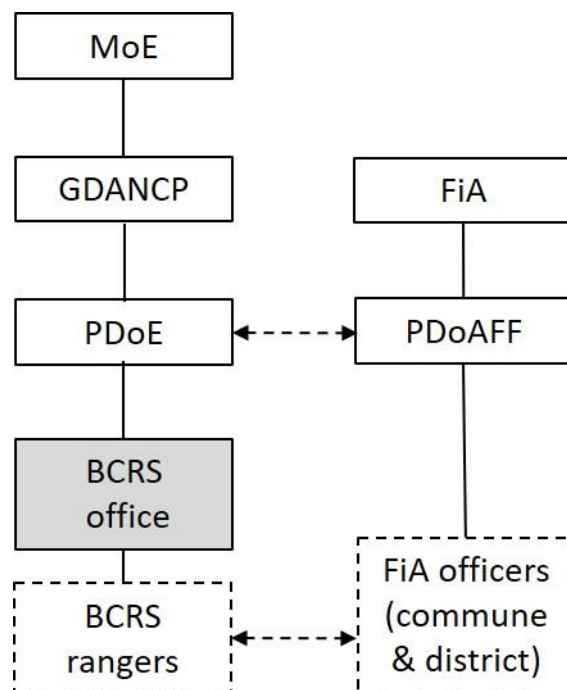 MoE
GDANCP
FiA
PDoE
PDoAFF
BCRS
office
BCRS
rangers
FiA officers
(commune
& district)